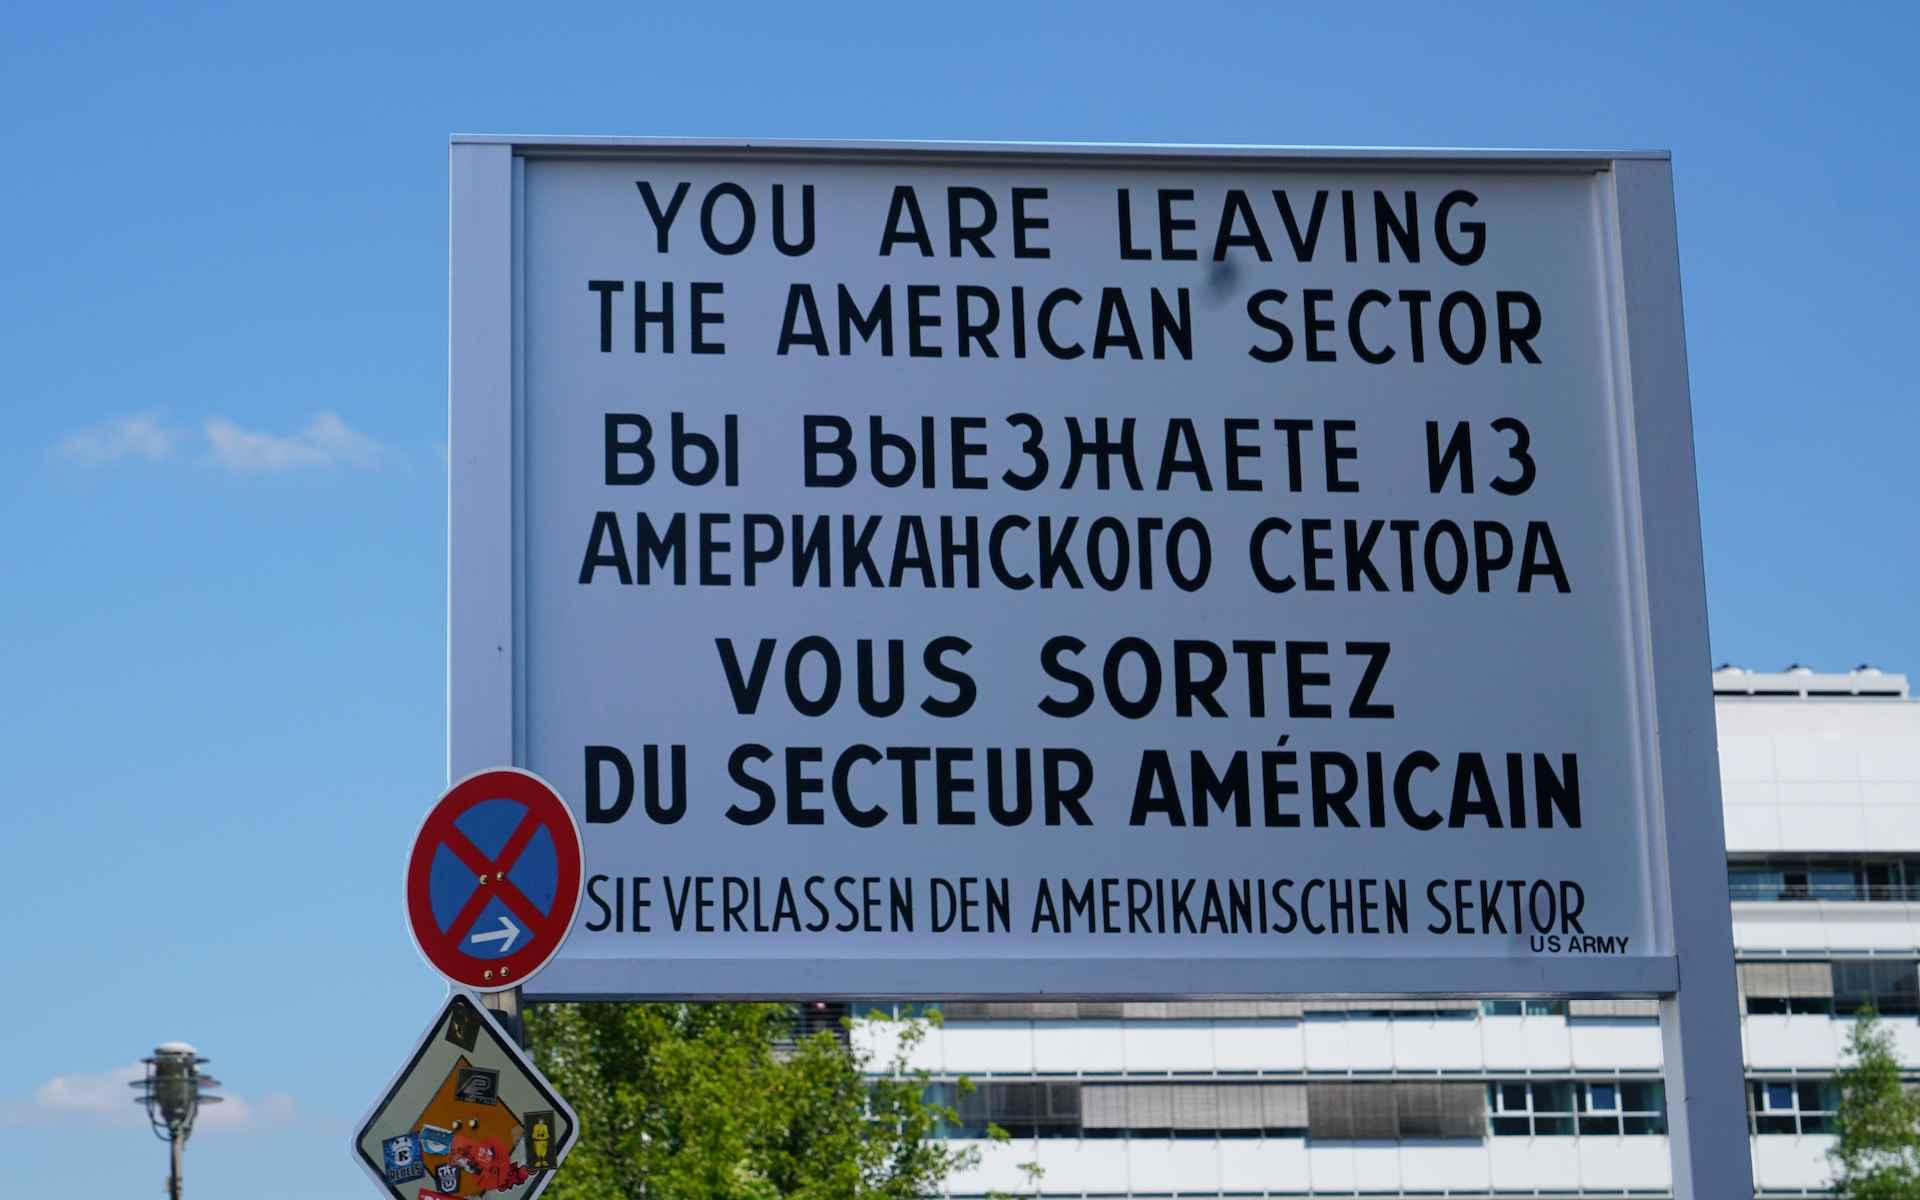 YOU ARE LEAVING
THE AMERICAN SECTOR
ВЫ ВЫЕЗЖАЕТЕ ИЗ
АМЕРИКАНСКОГО СЕКТОРА
VOUS SORTEZ
DU SECTEUR AMÉRICAIN
SIE VERLASSEN DEN AMERIKANISCHEN SEKTOR
US ARMY
REBELS